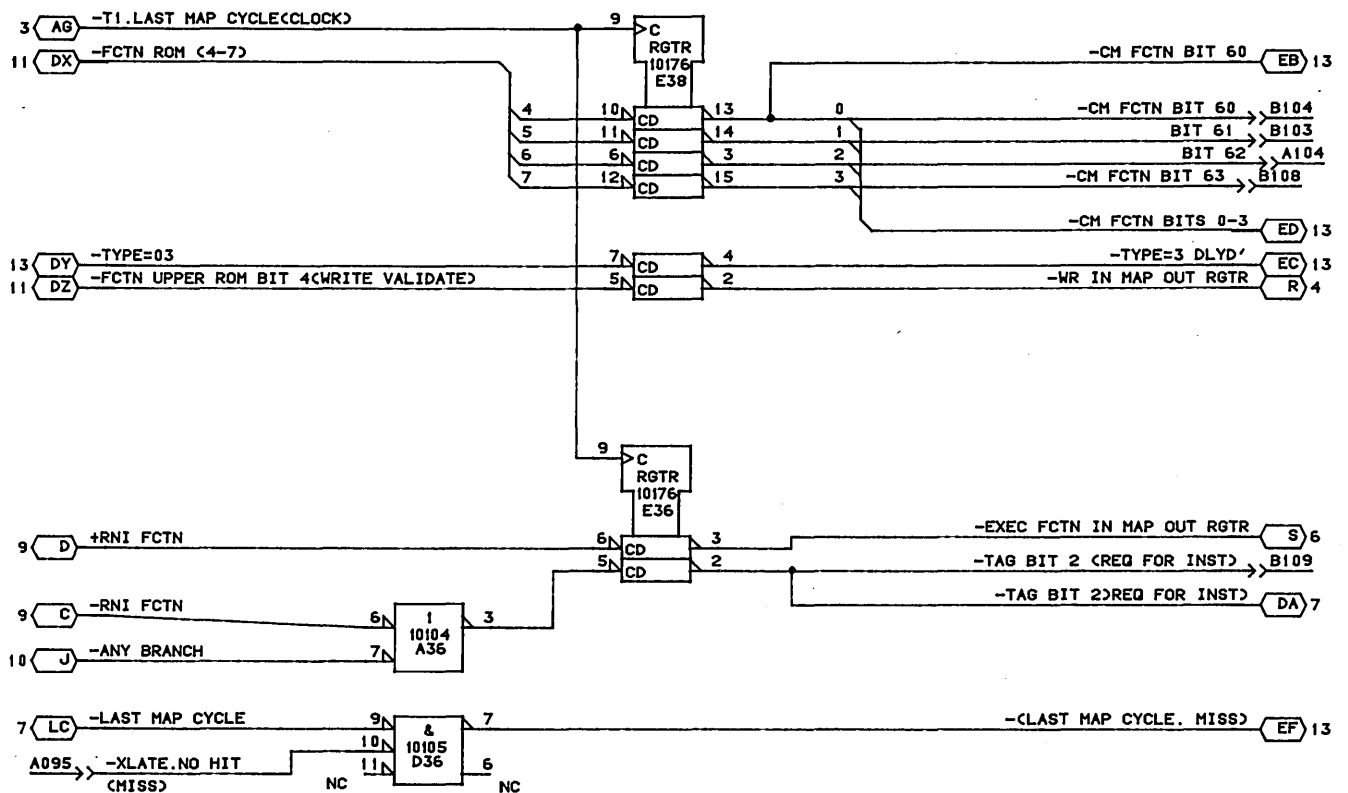 3 AG -T1.LAST MAP CYCLE(CLOCK) 9 C
RGTR
10176
E38
11 DX -FCTN ROM (4-7)
-CM FCTN BIT 60 EB 13
4 10 CD 13 0 -CM FCTN BIT 60 B104
5 11 CD 14 1 BIT 61 B103
6 6 CD 3 2 BIT 62 A104
7 12 CD 15 3 -CM FCTN BIT 63 B108
-CM FCTN BITS 0-3 ED 13
13 DY -TYPE=03 7 CD 4 -TYPE=3 DLYD' EC 13
11 DZ -FCTN UPPER ROM BIT 4(WRITE VALIDATE) 5 CD 2 -WR IN MAP OUT RGTR R 4
9 C
RGTR
10176
E36
9 D +RNI FCTN 6 CD 3 -EXEC FCTN IN MAP OUT RGTR S 6
5 CD 2 -TAG BIT 2 (REQ FOR INST) B109
-TAG BIT 2)REQ FOR INST) DA 7
9 C -RNI FCTN 6 1 3
10104
A36
10 J -ANY BRANCH 7
7 LC -LAST MAP CYCLE 9 & 7 -(LAST MAP CYCLE. MISS) EF 13
10105
D36
A095 -XLATE.NO HIT 10
(MISS)
NC 11 6 NC